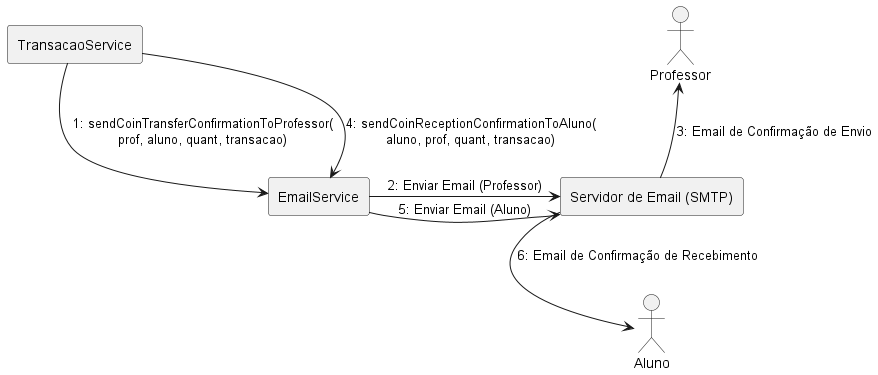 TransacaoService
Professor
1: sendCoinTransferConfirmationToProfessor(
prof, aluno, quant, transacao)
4: sendCoinReceptionConfirmationToAluno(
aluno, prof, quant, transacao)
3: Email de Confirmação de Envio
EmailService
2: Enviar Email (Professor)
5: Enviar Email (Aluno)
Servidor de Email (SMTP)
6: Email de Confirmação de Recebimento
Aluno